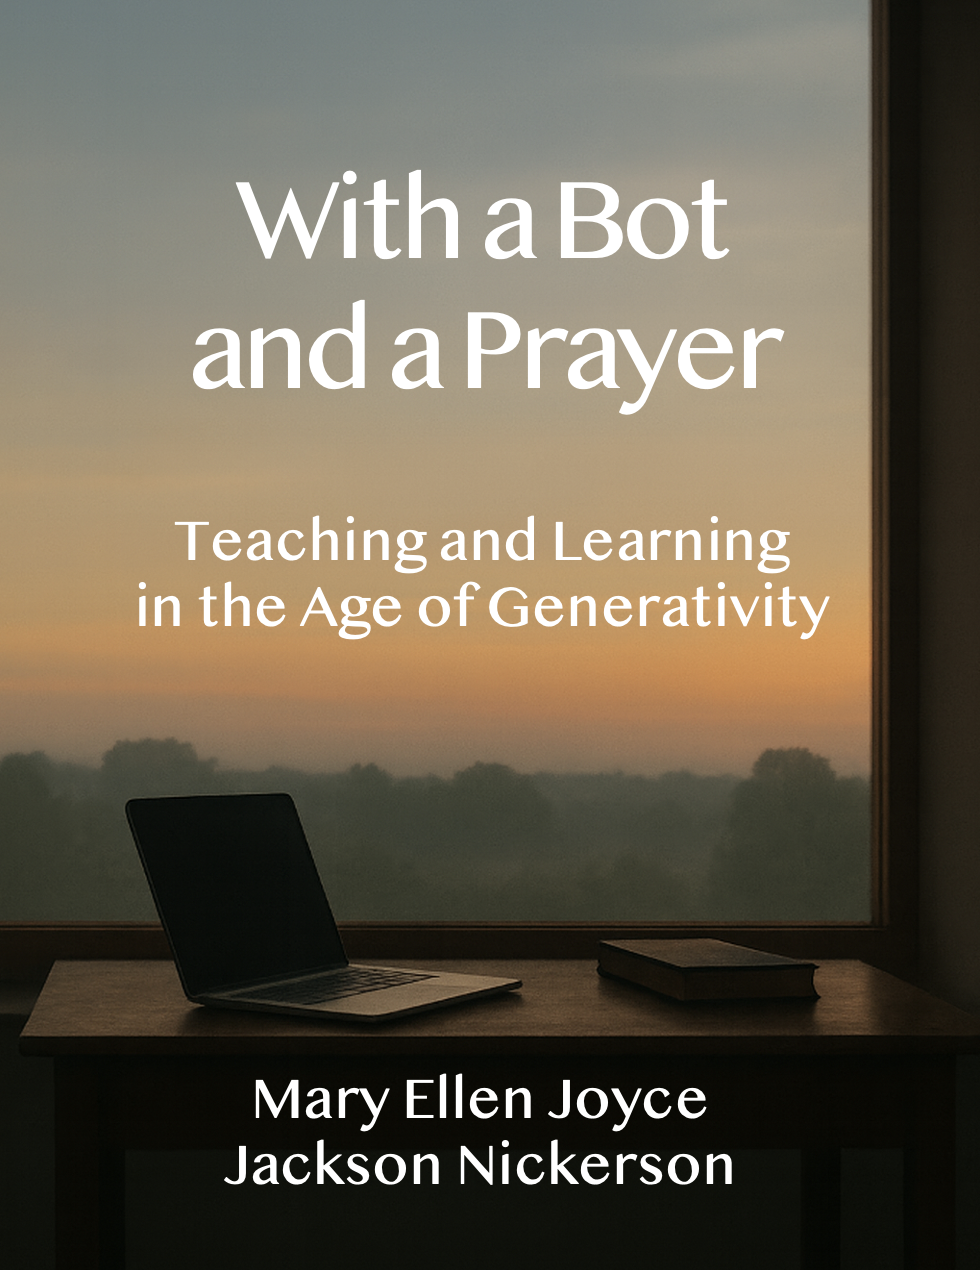 With a Bot
and a Prayer
Teaching and Learning
in the Age of Generativity
Mary Ellen Joyce
Jackson Nickerson